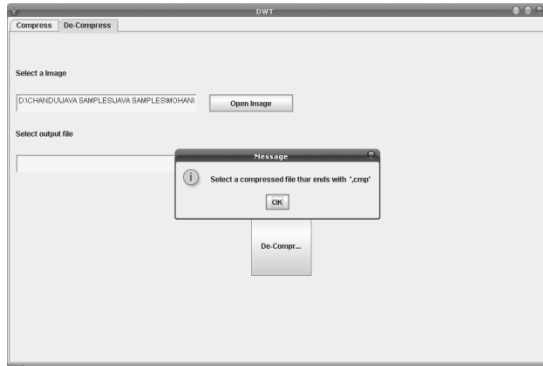 DWT
Compress De-Compress
Select a Image
D:\CHANDU\JAVA SAMPLES\JAVA SAMPLES\MOHAN\
Open Image
Select output file
Message
Select a compressed file thar ends with '.cmp'
OK
De-Compr...